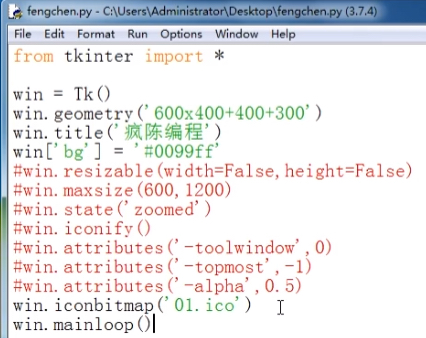 fengchen.py - C:\Users\Administrator\Desktop\fengchen.py (3.7.4)
File Edit Format Run Options Window Help
from tkinter import *
win = Tk()
win.geometry('600x400+400+300')
win.title('疯陈编程')
win['bg'] = '#0099ff'
#win.resizable(width=False,height=False)
#win.maxsize(600,1200)
#win.state('zoomed')
#win.iconify()
#win.attributes('-toolwindow',0)
#win.attributes('-topmost',-1)
#win.attributes('-alpha',0.5)
win.iconbitmap('01.ico')
win.mainloop()